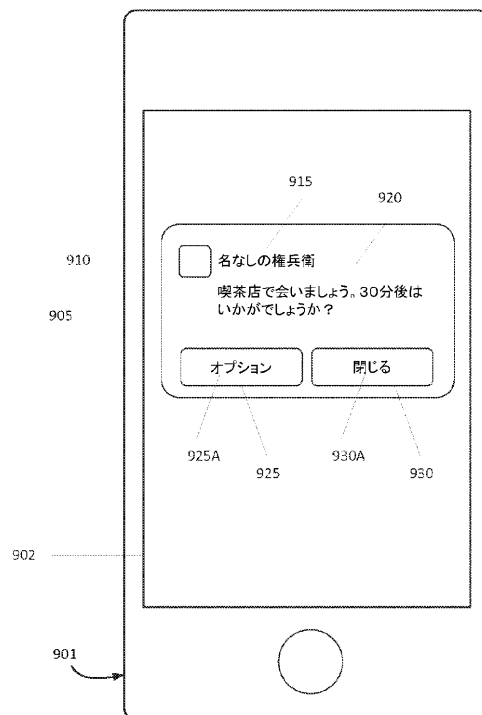 915
920
910
名なしの権兵衛
喫茶店で会いましょう。30分後は
いかがでしょうか？
905
オプション
閉じる
925A
930A
925
930
902
901